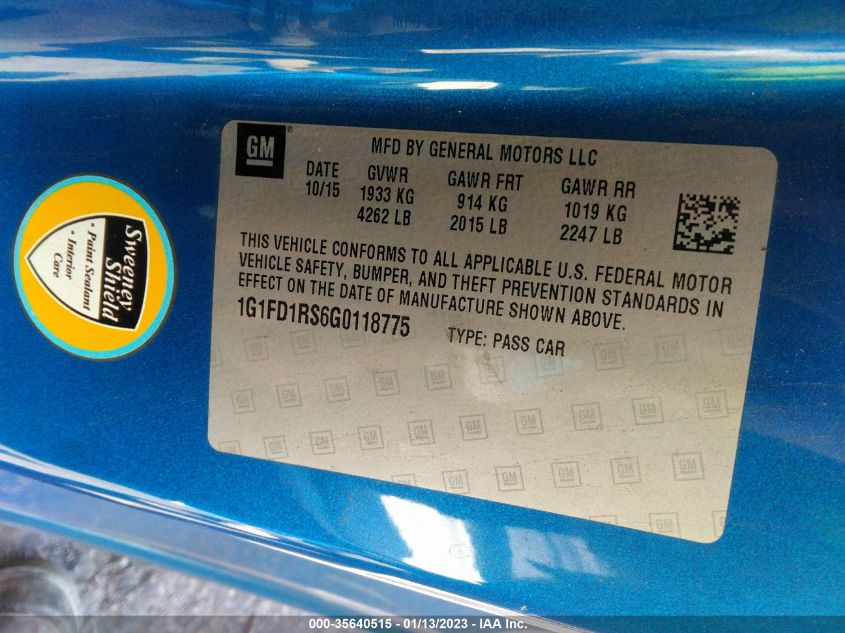 GM
MFD BY GENERAL MOTORS LLC
DATE GVWR GAWR FRT GAWR RR
10/15 1933 KG 914 KG 1019 KG
4262 LB 2015 LB 2247 LB
THIS VEHICLE CONFORMS TO ALL APPLICABLE U.S. FEDERAL MOTOR
VEHICLE SAFETY, BUMPER, AND THEFT PREVENTION STANDARDS IN
EFFECT ON THE DATE OF MANUFACTURE SHOWN ABOVE.
1G1FD1RS6G0118775 TYPE: PASS CAR
Sweeney
Shield
• Paint Sealant
• Interior
Care
000-35640515 - 01/13/2023 - IAA Inc.